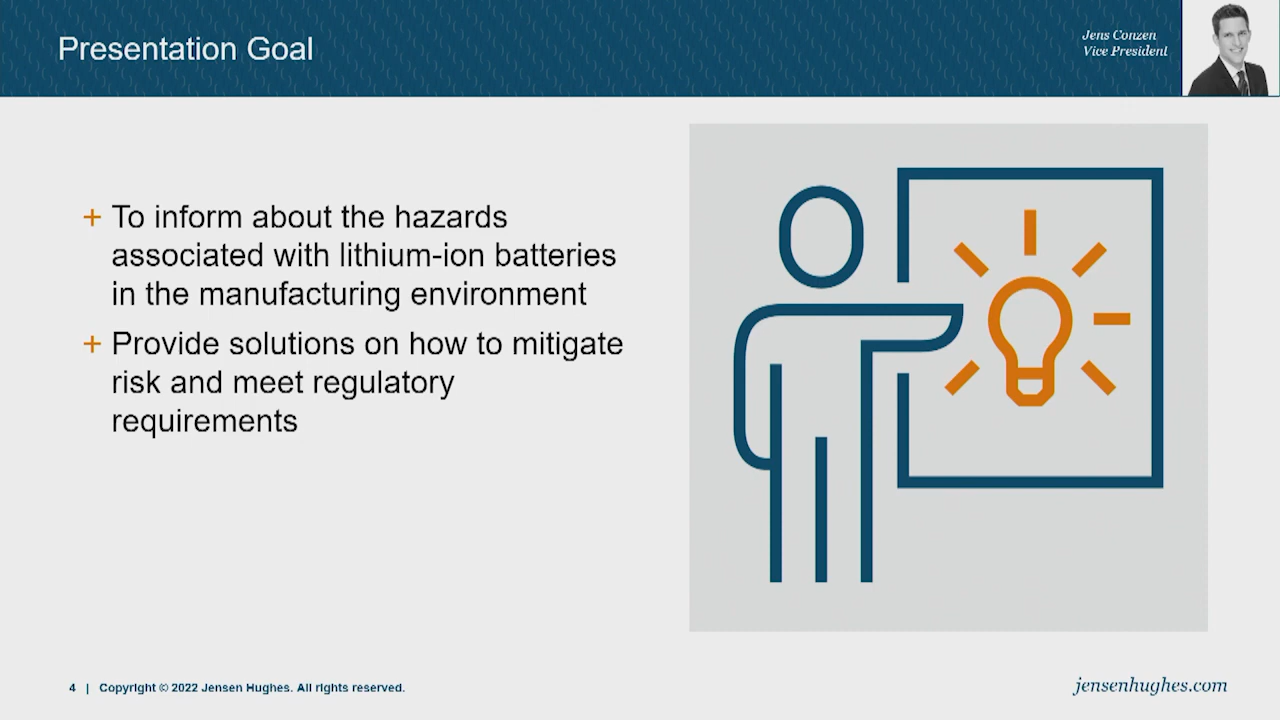 Presentation Goal
Jens Conzen
Vice President
+ To inform about the hazards
associated with lithium-ion batteries
in the manufacturing environment
+ Provide solutions on how to mitigate
risk and meet regulatory
requirements
4 | Copyright © 2022 Jensen Hughes. All rights reserved.
jensenhughes.com